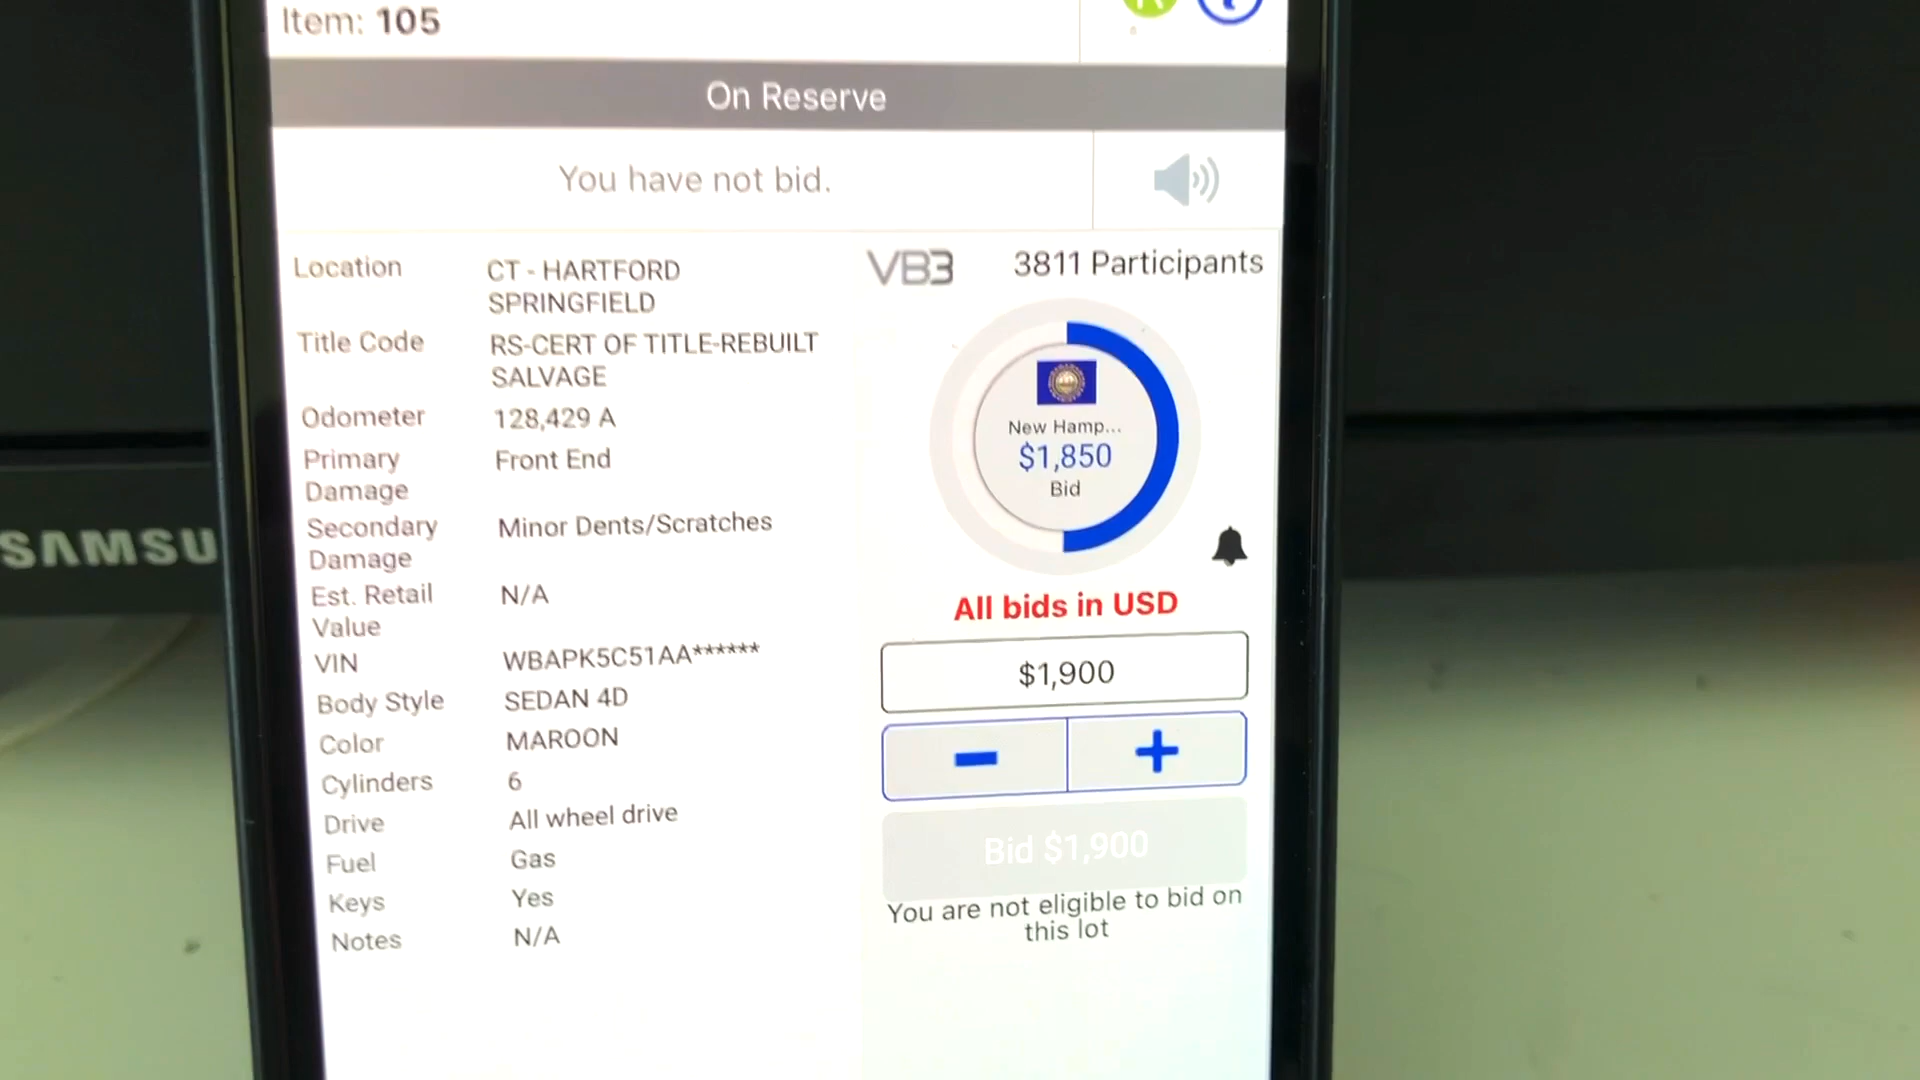 Item: 105
On Reserve
You have not bid.
Location
CT - HARTFORD
SPRINGFIELD
Title Code
RS-CERT OF TITLE-REBUILT
SALVAGE
Odometer
128,429 A
Primary
Damage
Front End
Secondary
Damage
Minor Dents/Scratches
Est. Retail
Value
N/A
VIN
WBAPK5C51AA******
Body Style
SEDAN 4D
Color
MAROON
Cylinders
6
Drive
All wheel drive
Fuel
Gas
Keys
Yes
Notes
N/A
VB3
3811 Participants
New Hamp...
$1,850
Bid
All bids in USD
$1,900
Bid $1,900
You are not eligible to bid on
this lot
SAMSU